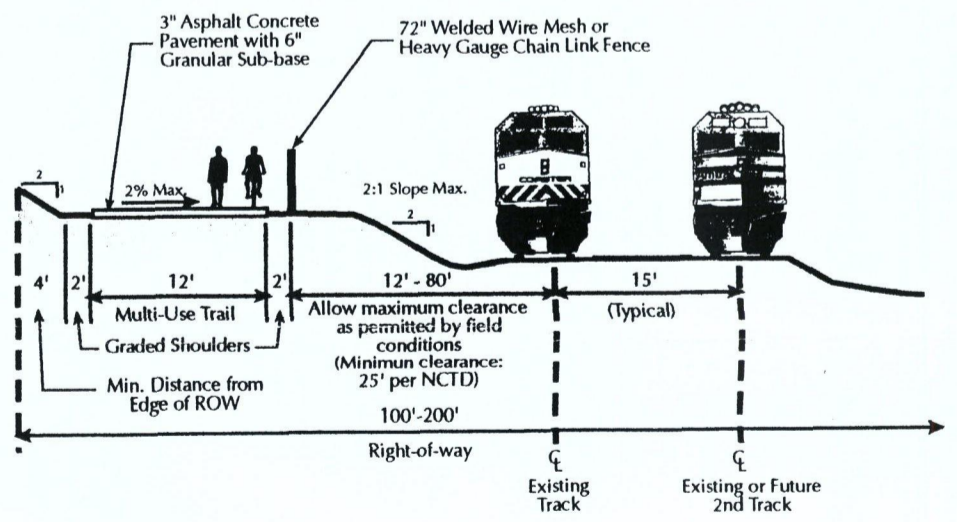 3" Asphalt Concrete
Pavement with 6"
Granular Sub-base
72" Welded Wire Mesh or
Heavy Gauge Chain Link Fence
2
1
2% Max.
2:1 Slope Max.
2
1
COASTER
4'
2'
12'
2'
12' - 80'
15'
Multi-Use Trail
Allow maximum clearance
as permitted by field
conditions
(Minimun clearance:
25' per NCTD)
(Typical)
Graded Shoulders
Min. Distance from
Edge of ROW
100'-200'
Right-of-way
CL
Existing
Track
CL
Existing or Future
2nd Track